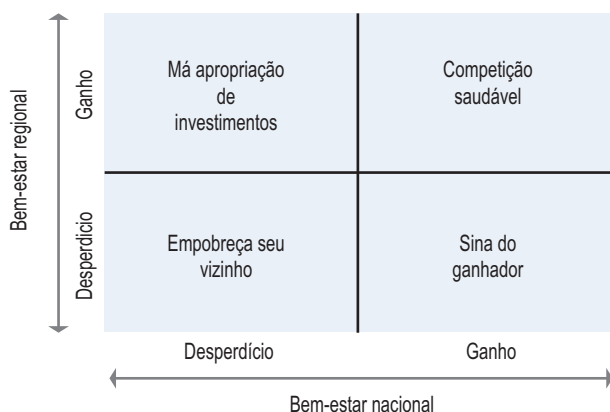 Bem-estar regional
Ganho
Má apropriação
de
investimentos
Competição
saudável
Desperdício
Empobreça seu
vizinho
Sina do
ganhador
Desperdício
Ganho
Bem-estar nacional